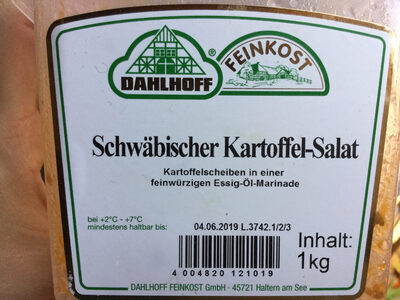 DAHLHOFF
®
FEINKOST
Schwäbischer Kartoffel-Salat
Kartoffelscheiben in einer
feinwürzigen Essig-Öl-Marinade
bei +2°C - +7°C
mindestens haltbar bis:
04.06.2019 L.3742.1/2/3
Inhalt:
1kg
4 004820 121019
DAHLHOFF FEINKOST GmbH · 45721 Haltern am See